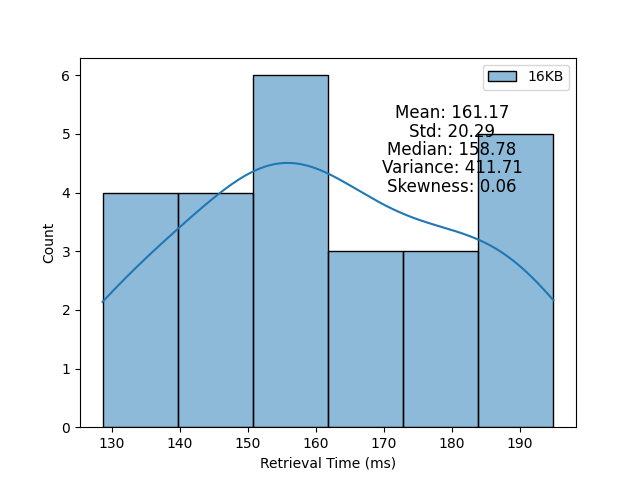 16KB
Mean: 161.17
Std: 20.29
Median: 158.78
Variance: 411.71
Skewness: 0.06
6
5
4
3
2
1
0
Count
130 140 150 160 170 180 190
Retrieval Time (ms)